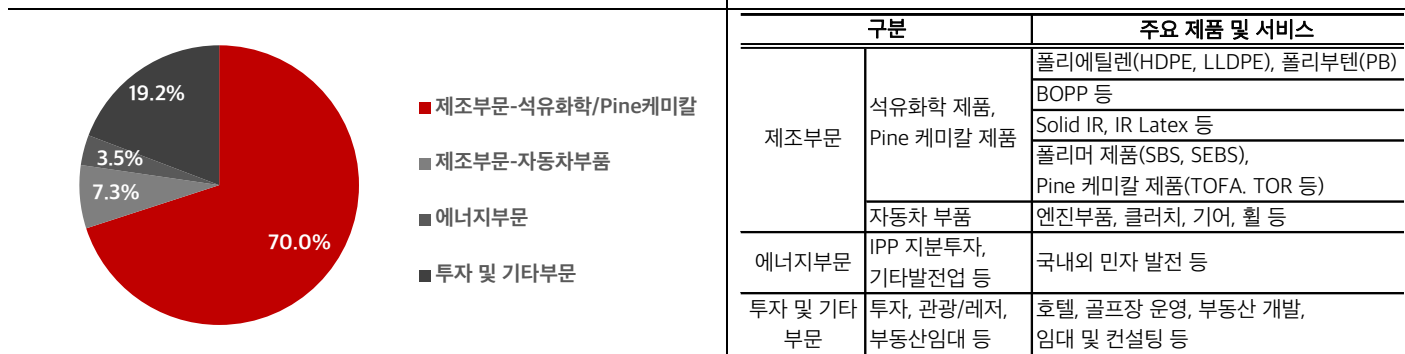 19.2%
3.5%
7.3%
70.0%
제조부문-석유화학/Pine케미칼
제조부문-자동차부품
에너지부문
투자 및 기타부문
구분 주요 제품 및 서비스
제조부문
석유화학 제품,
Pine 케미칼 제품
폴리에틸렌(HDPE, LLDPE), 폴리부텐(PB)
BOPP 등
Solid IR, IR Latex 등
폴리머 제품(SBS, SEBS),
Pine 케미칼 제품(TOFA. TOR 등)
자동차 부품 엔진부품, 클러치, 기어, 휠 등
에너지부문
IPP 지분투자,
기타발전업 등
국내외 민자 발전 등
투자 및 기타
부문
투자, 관광/레저,
부동산임대 등
호텔, 골프장 운영, 부동산 개발,
임대 및 컨설팅 등